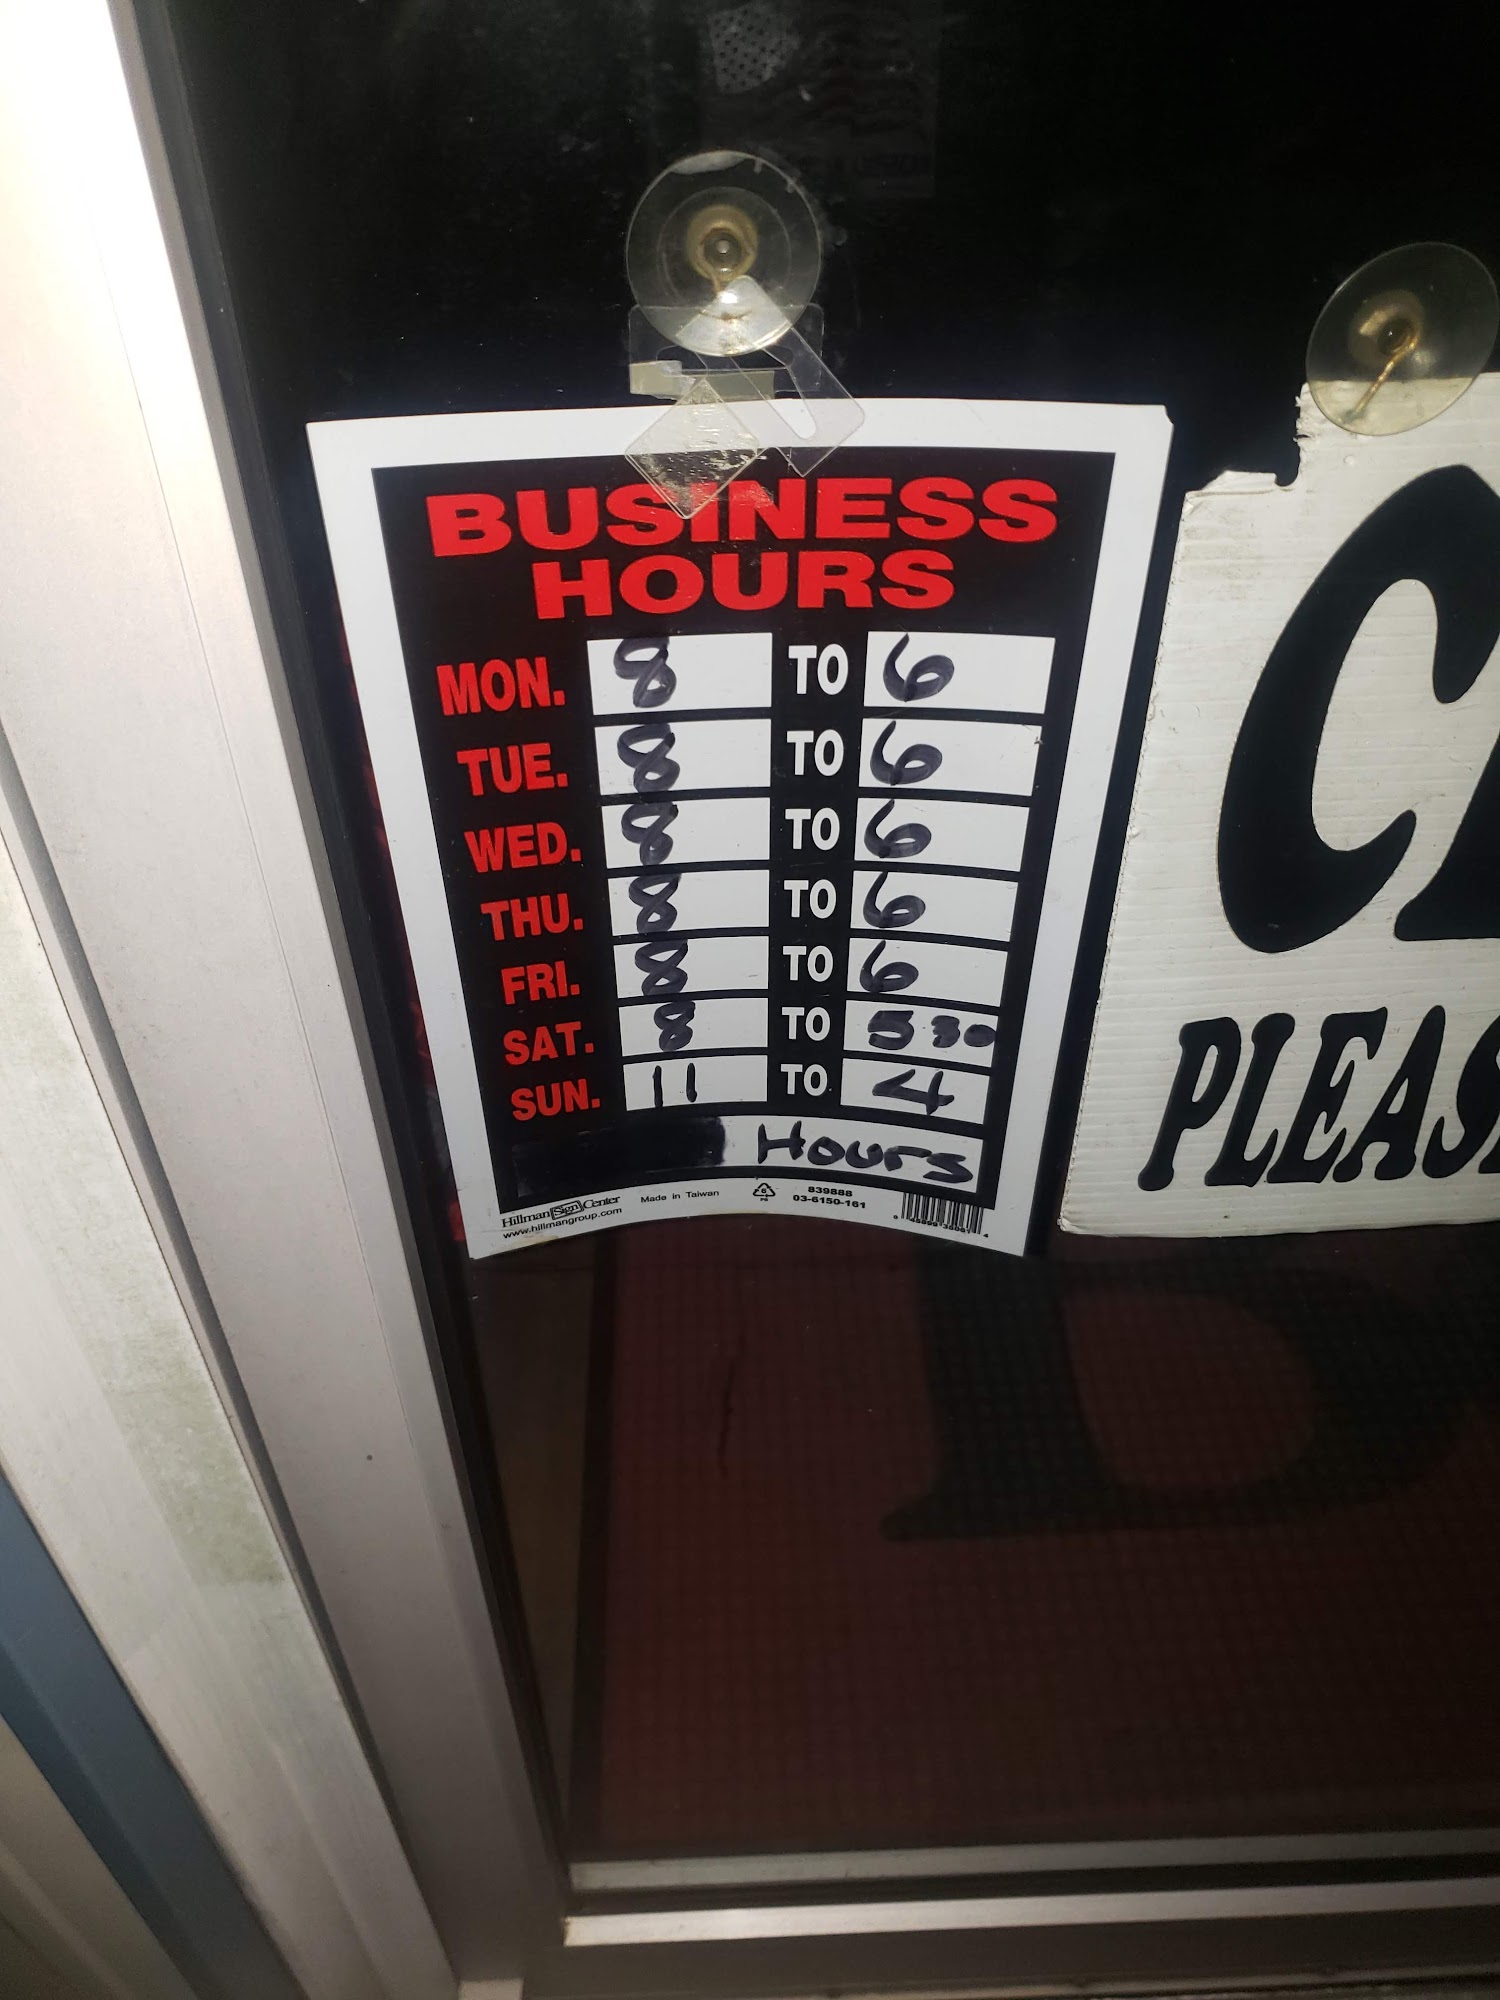 BUSINESS
HOURS
MON. 8 TO 6
TUE. 8 TO 6
WED. 8 TO 6
THU. 8 TO 6
FRI. 8 TO 6
SAT. 8 TO 5 30
SUN. 11 TO 4
Hours
Hillman Sign Center Made in Taiwan 839888
www.hillmangroup.com 03-6150-161
PLEAS